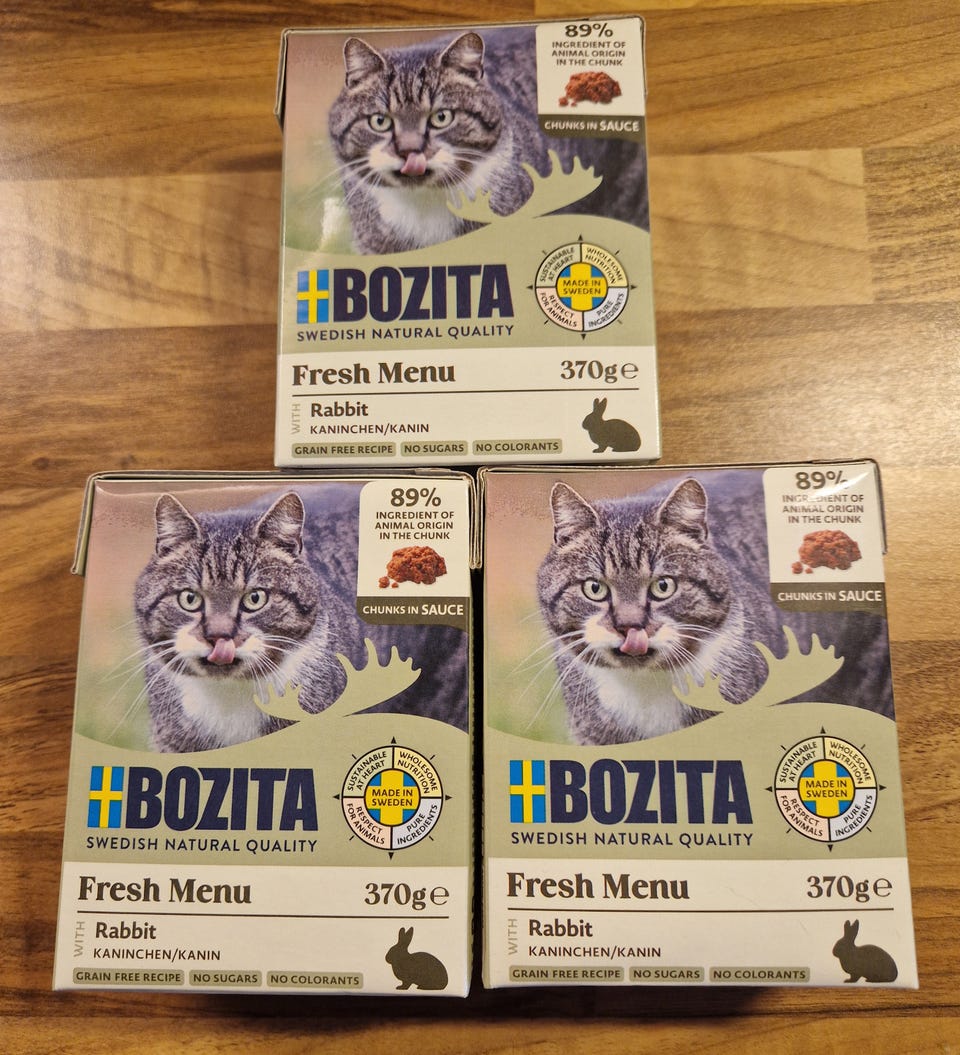 89%
INGREDIENT OF
ANIMAL ORIGIN
IN THE CHUNK
CHUNKS IN SAUCE
BOZITA
SWEDISH NATURAL QUALITY
SUSTAINABLE
AT HEART
WHOLESOME
NUTRITION
MADE IN
SWEDEN
RESPECT
FOR ANIMALS
PURE
INGREDIENTS
Fresh Menu 370g℮
WITH
Rabbit
KANINCHEN/KANIN
GRAIN FREE RECIPE NO SUGARS NO COLORANTS
89%
INGREDIENT OF
ANIMAL ORIGIN
IN THE CHUNK
CHUNKS IN SAUCE
BOZITA
SWEDISH NATURAL QUALITY
SUSTAINABLE
AT HEART
WHOLESOME
NUTRITION
MADE IN
SWEDEN
RESPECT
FOR ANIMALS
PURE
INGREDIENTS
Fresh Menu 370g℮
WITH
Rabbit
KANINCHEN/KANIN
GRAIN FREE RECIPE NO SUGARS NO COLORANTS
89%
INGREDIENT OF
ANIMAL ORIGIN
IN THE CHUNK
CHUNKS IN SAUCE
BOZITA
SWEDISH NATURAL QUALITY
SUSTAINABLE
AT HEART
WHOLESOME
NUTRITION
MADE IN
SWEDEN
RESPECT
FOR ANIMALS
PURE
INGREDIENTS
Fresh Menu 370g℮
WITH
Rabbit
KANINCHEN/KANIN
GRAIN FREE RECIPE NO SUGARS NO COLORANTS